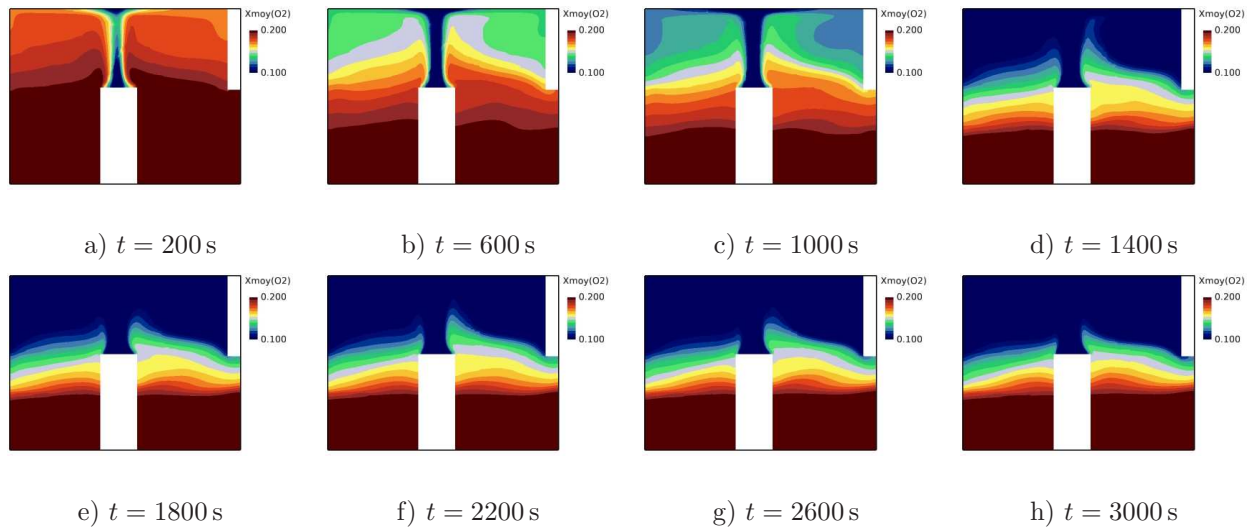 Xmoy(O2) Xmoy(O2) Xmoy(O2) Xmoy(O2)
0.200 0.200 0.200 0.200
0.100 0.100 0.100 0.100
a) t = 200 s b) t = 600 s c) t = 1000 s d) t = 1400 s
Xmoy(O2) Xmoy(O2) Xmoy(O2) Xmoy(O2)
0.200 0.200 0.200 0.200
0.100 0.100 0.100 0.100
e) t = 1800 s f) t = 2200 s g) t = 2600 s h) t = 3000 s